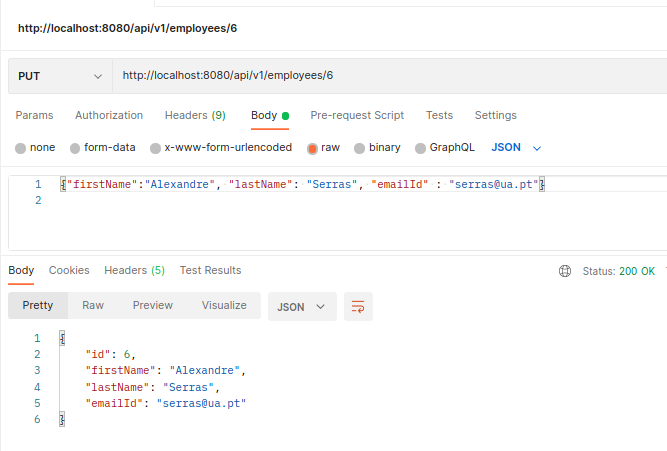 http://localhost:8080/api/v1/employees/6
PUT http://localhost:8080/api/v1/employees/6
Params Authorization Headers (9) Body Pre-request Script Tests Settings
none form-data x-www-form-urlencoded raw binary GraphQL JSON
1 {"firstName":"Alexandre", "lastName": "Serras", "emailId" : "serras@ua.pt"}
2
Body Cookies Headers (5) Test Results Status: 200 OK
Pretty Raw Preview Visualize JSON
1 {
2 "id": 6,
3 "firstName": "Alexandre",
4 "lastName": "Serras",
5 "emailId": "serras@ua.pt"
6 }